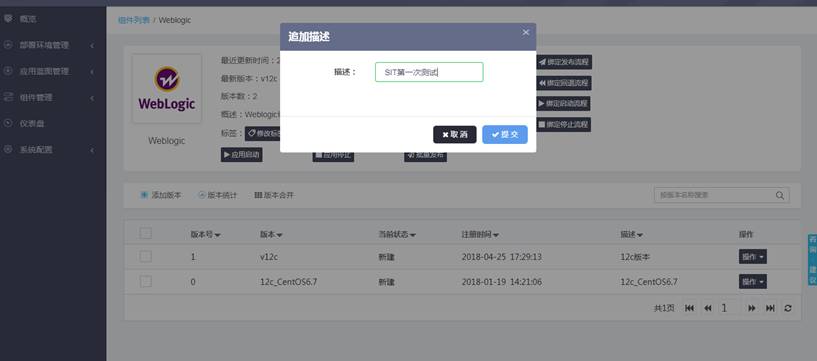 概览
部署环境管理
应用蓝图管理
组件管理
仪表盘
系统配置
组件列表 / Weblogic
WebLogic
Weblogic
最近更新时间：2
最新版本：v12c
版本数：2
概述：Weblogic
标签：修改标
应用启动 应用停止 批量发布
追加描述 ×
描述： SIT第一次测试
取消 提交
绑定发布流程
绑定回退流程
绑定启动流程
绑定停止流程
添加版本 版本统计 版本合并 按版本名称搜索
版本号 版本 当前状态 注册时间 描述 操作
1 v12c 新建 2018-04-25 17:29:13 12c版本 操作
0 12c_CentOS6.7 新建 2018-01-19 14:21:06 12c_CentOS6.7 操作
共1页 1
咨询
建议